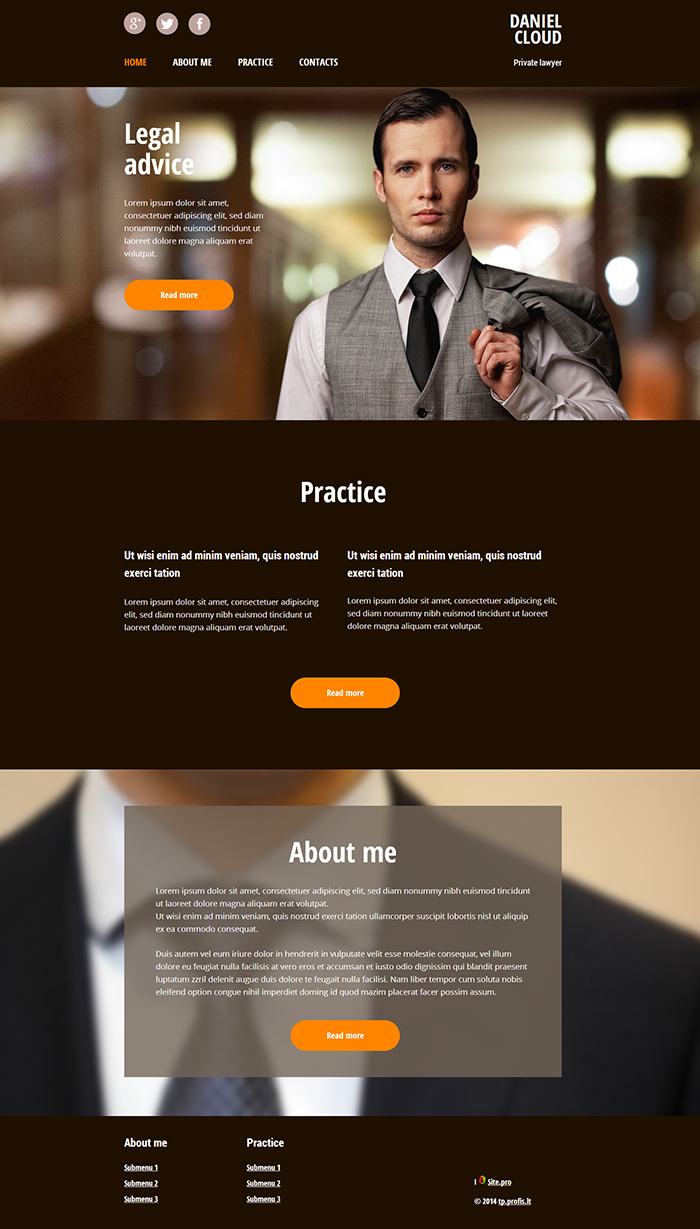 g+
f
DANIEL
CLOUD
HOME ABOUT ME PRACTICE CONTACTS
Private lawyer
Legal
advice
Lorem ipsum dolor sit amet,
consectetuer adipiscing elit, sed diam
nonummy nibh euismod tincidunt ut
laoreet dolore magna aliquam erat
volutpat.
Read more
Practice
Ut wisi enim ad minim veniam, quis nostrud
exerci tation
Lorem ipsum dolor sit amet, consectetuer adipiscing
elit, sed diam nonummy nibh euismod tincidunt ut
laoreet dolore magna aliquam erat volutpat.
Ut wisi enim ad minim veniam, quis nostrud
exerci tation
Lorem ipsum dolor sit amet, consectetuer adipiscing elit,
sed diam nonummy nibh euismod tincidunt ut laoreet
dolore magna aliquam erat volutpat.
Read more
About me
Lorem ipsum dolor sit amet, consectetuer adipiscing elit, sed diam nonummy nibh euismod tincidunt
ut laoreet dolore magna aliquam erat volutpat.
Ut wisi enim ad minim veniam, quis nostrud exerci tation ullamcorper suscipit lobortis nisl ut aliquip
ex ea commodo consequat.
Duis autem vel eum iriure dolor in hendrerit in vulputate velit esse molestie consequat, vel illum
dolore eu feugiat nulla facilisis at vero eros et accumsan et iusto odio dignissim qui blandit praesent
luptatum zzril delenit augue duis dolore te feugait nulla facilisi. Nam liber tempor cum soluta nobis
eleifend option congue nihil imperdiet doming id quod mazim placerat facer possim assum.
Read more
About me
Submenu 1
Submenu 2
Submenu 3
Practice
Submenu 1
Submenu 2
Submenu 3
| Site.pro
© 2014 tp.profis.lt